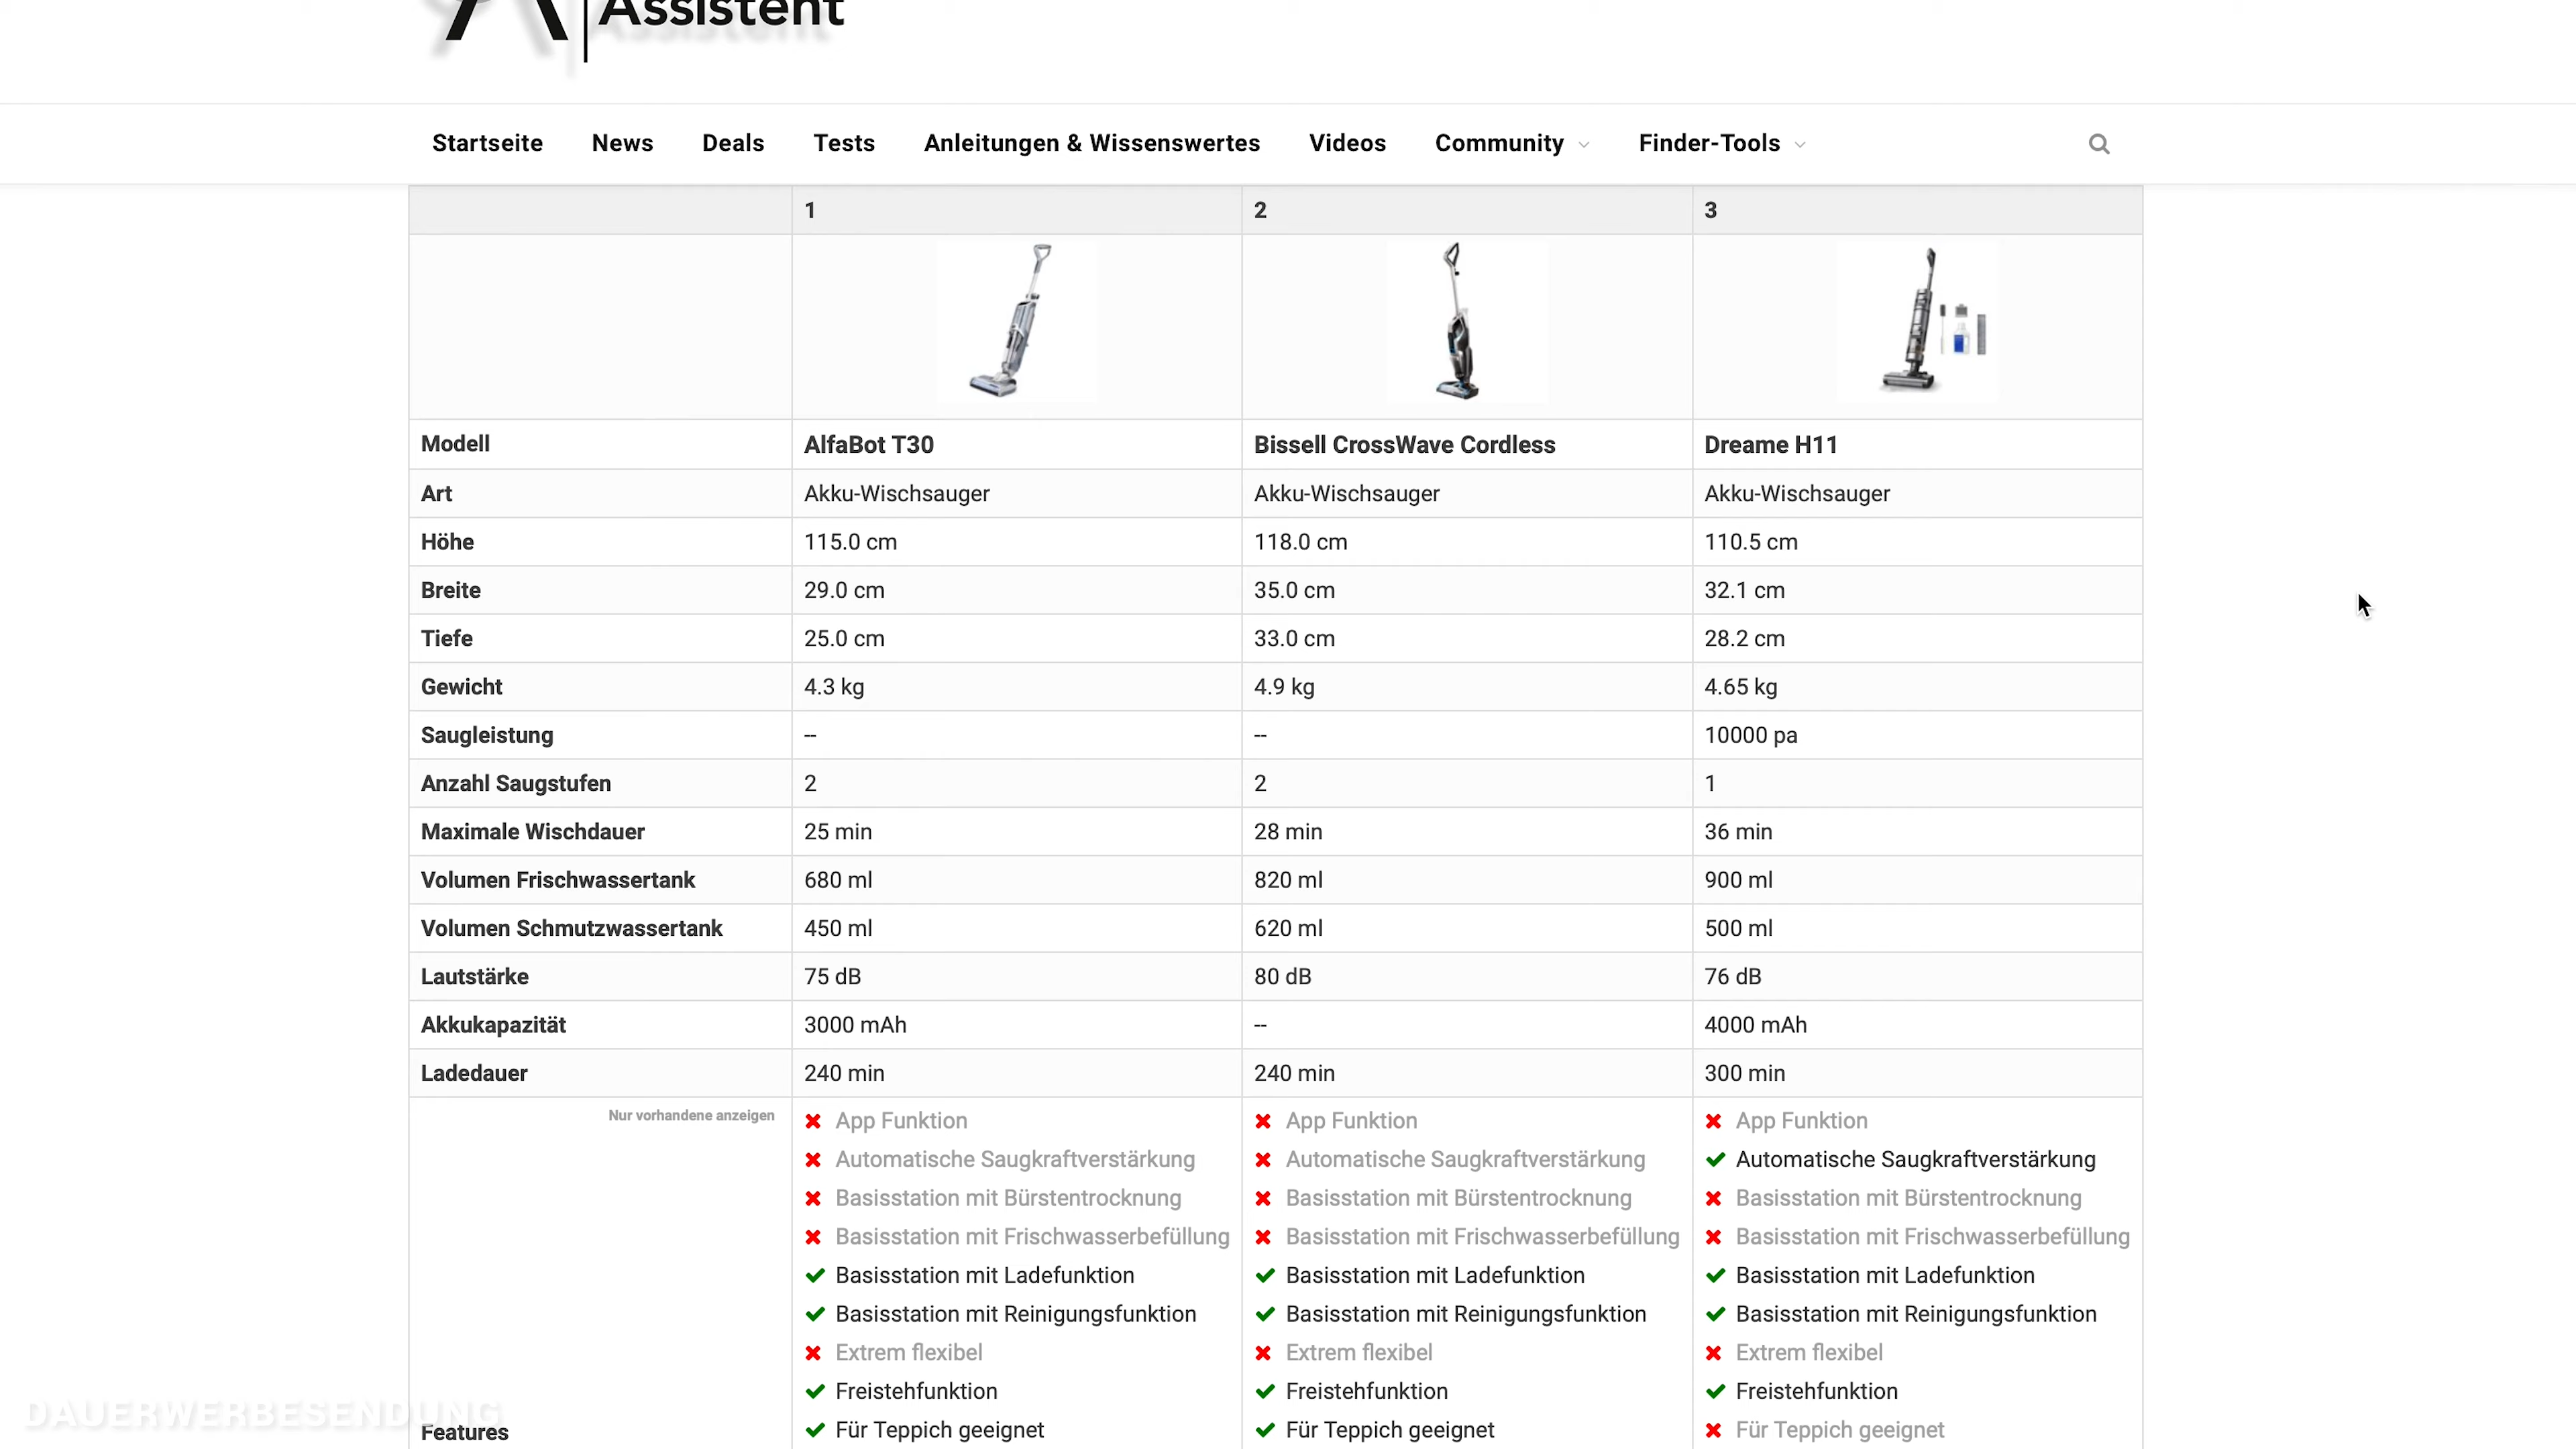 Assistent
Startseite News Deals Tests Anleitungen & Wissenswertes Videos Community Finder-Tools
1 2 3
Modell AlfaBot T30 Bissell CrossWave Cordless Dreame H11
Art Akku-Wischsauger Akku-Wischsauger Akku-Wischsauger
Höhe 115.0 cm 118.0 cm 110.5 cm
Breite 29.0 cm 35.0 cm 32.1 cm
Tiefe 25.0 cm 33.0 cm 28.2 cm
Gewicht 4.3 kg 4.9 kg 4.65 kg
Saugleistung -- -- 10000 pa
Anzahl Saugstufen 2 2 1
Maximale Wischdauer 25 min 28 min 36 min
Volumen Frischwassertank 680 ml 820 ml 900 ml
Volumen Schmutzwassertank 450 ml 620 ml 500 ml
Lautstärke 75 dB 80 dB 76 dB
Akkukapazität 3000 mAh -- 4000 mAh
Ladedauer 240 min 240 min 300 min
Nur vorhandene anzeigen App Funktion App Funktion App Funktion
Automatische Saugkraftverstärkung Automatische Saugkraftverstärkung Automatische Saugkraftverstärkung
Basisstation mit Bürstentrocknung Basisstation mit Bürstentrocknung Basisstation mit Bürstentrocknung
Basisstation mit Frischwasserbefüllung Basisstation mit Frischwasserbefüllung Basisstation mit Frischwasserbefüllung
Basisstation mit Ladefunktion Basisstation mit Ladefunktion Basisstation mit Ladefunktion
Basisstation mit Reinigungsfunktion Basisstation mit Reinigungsfunktion Basisstation mit Reinigungsfunktion
Extrem flexibel Extrem flexibel Extrem flexibel
Freistehfunktion Freistehfunktion Freistehfunktion
DAUERWERBESENDUNG
Features Für Teppich geeignet Für Teppich geeignet Für Teppich geeignet